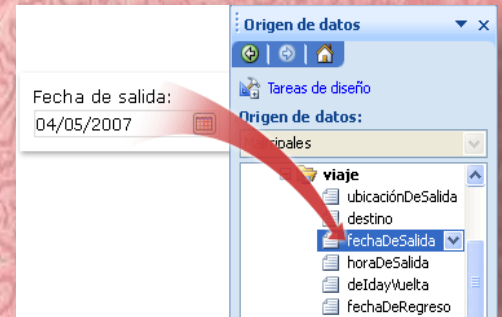 Fecha de salida:
04/05/2007
Origen de datos
Tareas de diseño
Origen de datos:
viaje
ubicaciónDeSalida
destino
fechaDeSalida
horaDeSalida
deIdayVuelta
fechaDeRegreso